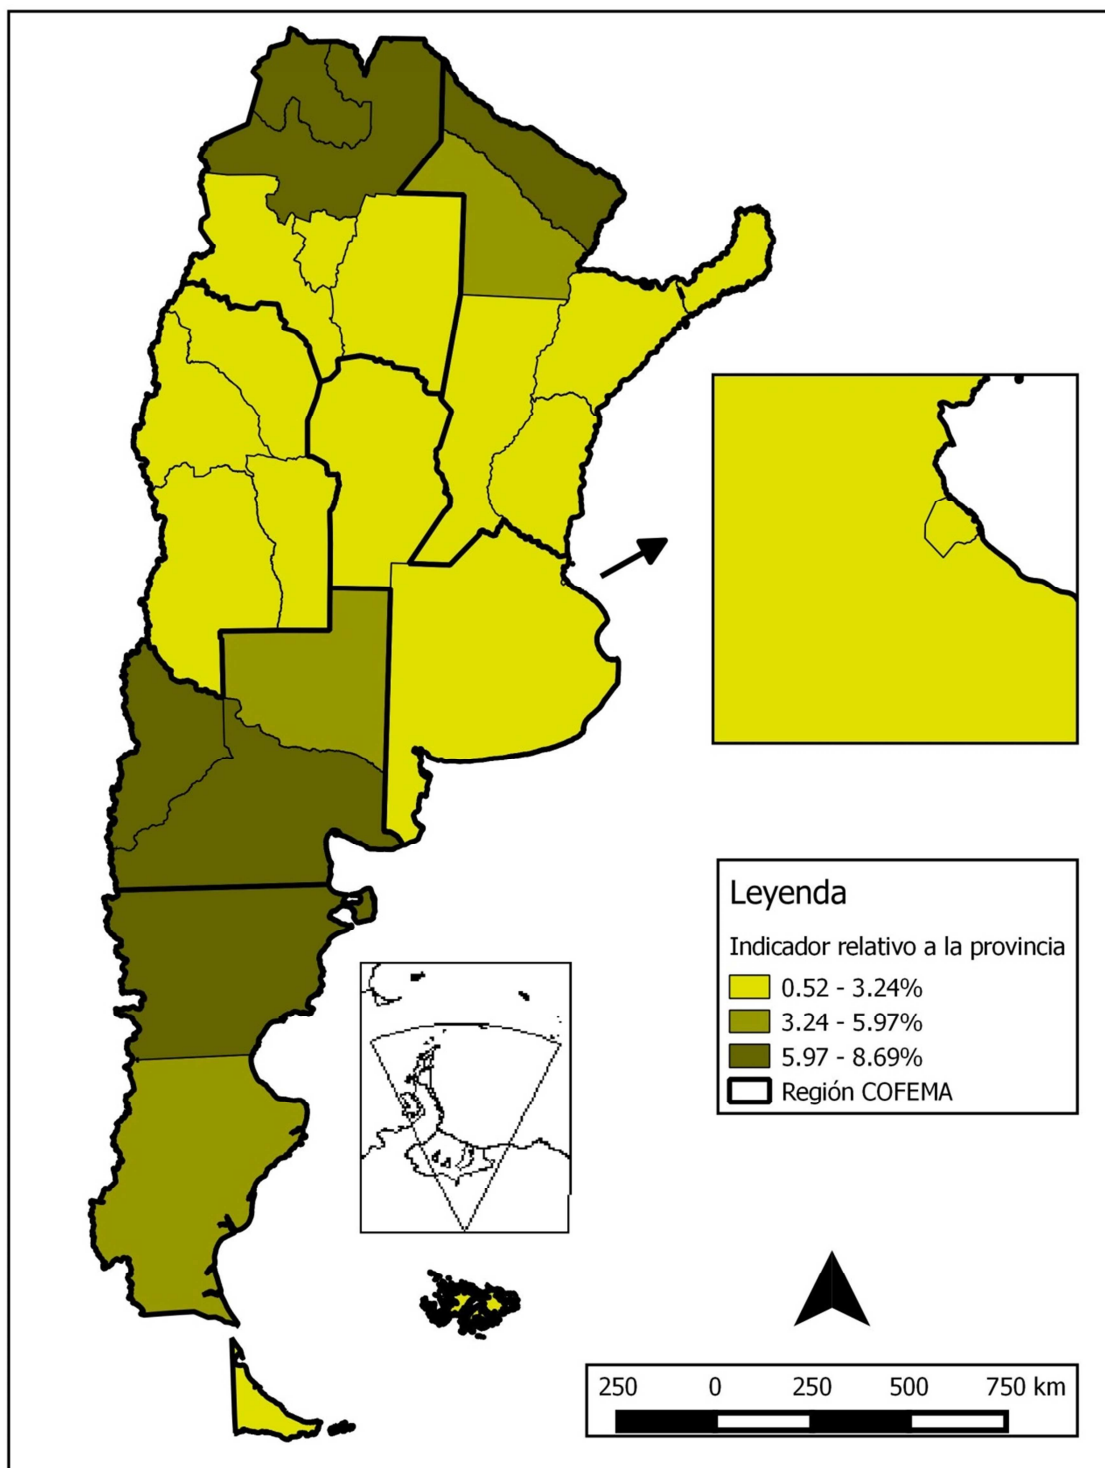 Leyenda
Indicador relativo a la provincia
0.52 - 3.24%
3.24 - 5.97%
5.97 - 8.69%
Región COFEMA
250 0 250 500 750 km